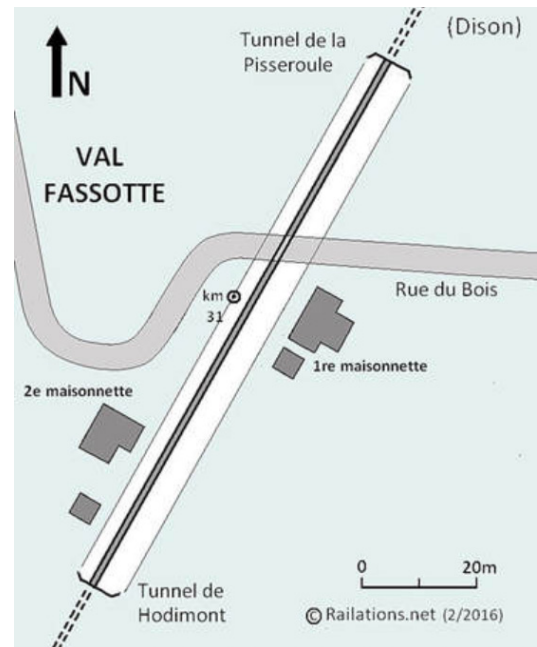 (Dison)
Tunnel de la
Pisseroule
N
VAL
FASSOTTE
Rue du Bois
km
31
1re maisonnette
2e maisonnette
0 20m
Tunnel de
Hodimont
© Railations.net (2/2016)